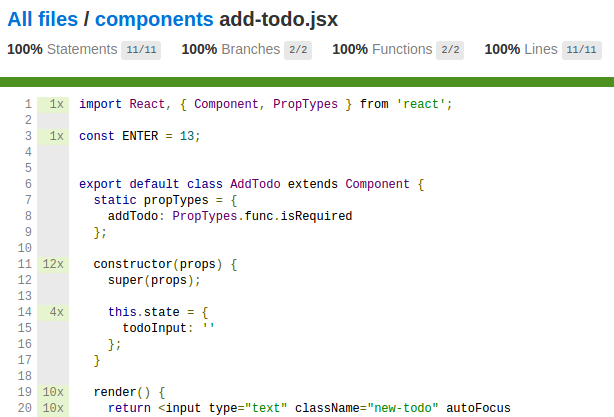 All files / components add-todo.jsx
100% Statements 11/11 100% Branches 2/2 100% Functions 2/2 100% Lines 11/11
1 1x import React, { Component, PropTypes } from 'react';
2
3 1x const ENTER = 13;
4
5
6 export default class AddTodo extends Component {
7 static propTypes = {
8 addTodo: PropTypes.func.isRequired
9 };
10
11 12x constructor(props) {
12 super(props);
13
14 4x this.state = {
15 todoInput: ''
16 };
17 }
18
19 10x render() {
20 10x return <input type="text" className="new-todo" autoFocus